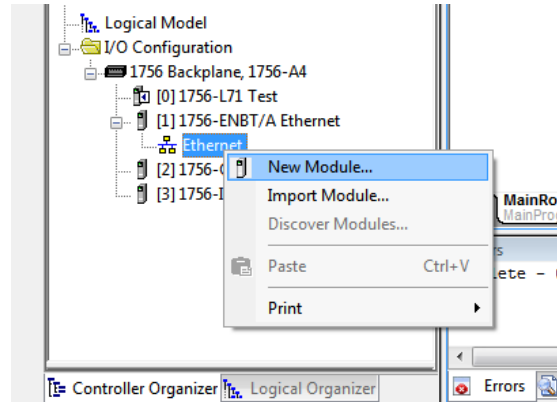 Logical Model
I/O Configuration
1756 Backplane, 1756-A4
[0] 1756-L71 Test
[1] 1756-ENBT/A Ethernet
Ethernet
[2] 1756-
[3] 1756-I
New Module...
Import Module...
Discover Modules...
Paste Ctrl+V
Print
MainRo
MainProg
rs
ete -
Controller Organizer
Logical Organizer
Errors